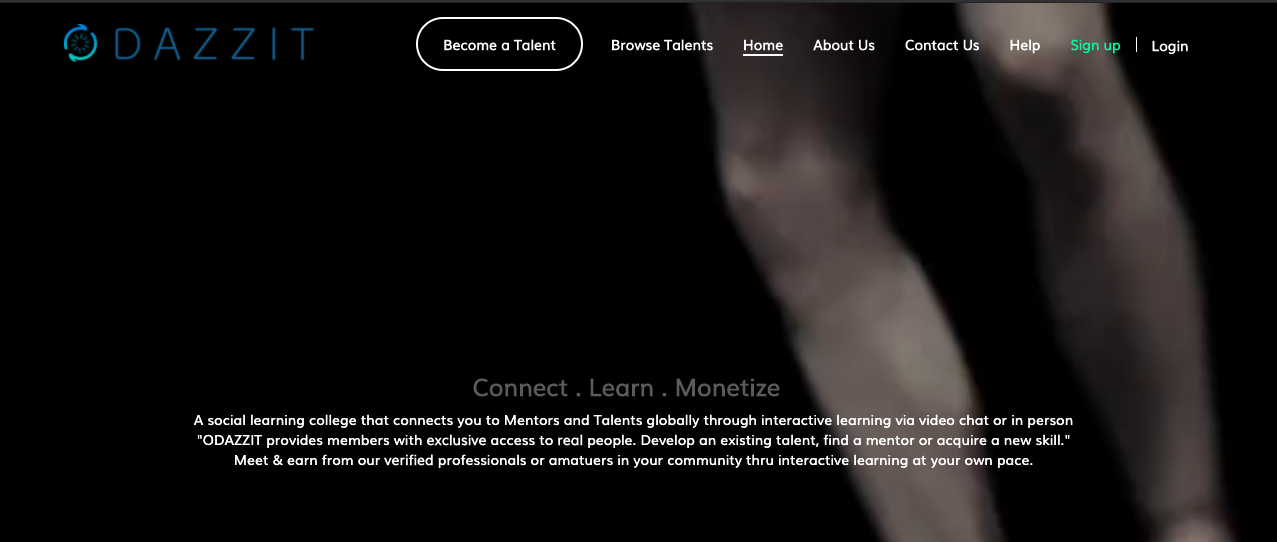 ODAZZIT
Become a Talent
Browse Talents
Home
About Us
Contact Us
Help
Sign up
Login
Connect . Learn . Monetize
A social learning college that connects you to Mentors and Talents globally through interactive learning via video chat or in person
"ODAZZIT provides members with exclusive access to real people. Develop an existing talent, find a mentor or acquire a new skill."
Meet & earn from our verified professionals or amatuers in your community thru interactive learning at your own pace.